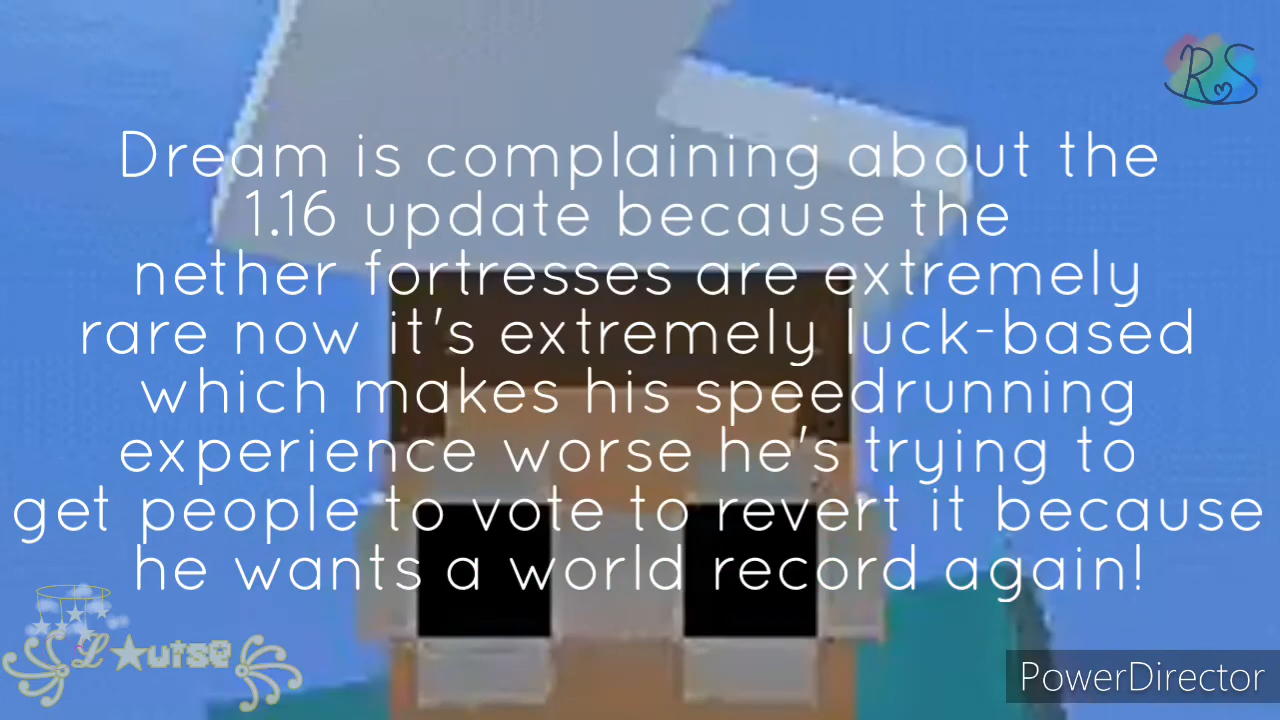 RS
Dream is complaining about the
1.16 update because the
nether fortresses are extremely
rare now it's extremely luck-based
which makes his speedrunning
experience worse he's trying to
get people to vote to revert it because
he wants a world record again!
L★utse
PowerDirector